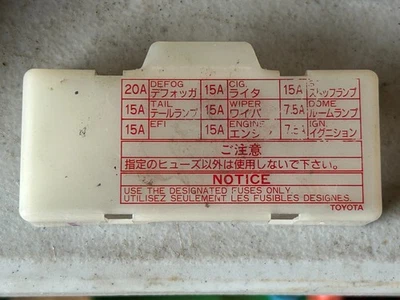 20A DEFOG デフォッガ 15A CIG. ライタ 15A ストップランプ
15A TAIL テールランプ 15A WIPER ワイパ 7.5A DOME ルームランプ
15A EFI 15A ENGINE エンジン 7.5A IGN. イグニション
ご注意
指定のヒューズ以外は使用しないで下さい。
NOTICE
USE THE DESIGNATED FUSES ONLY.
UTILISEZ SEULEMENT LES FUSIBLES DESIGNES.
TOYOTA